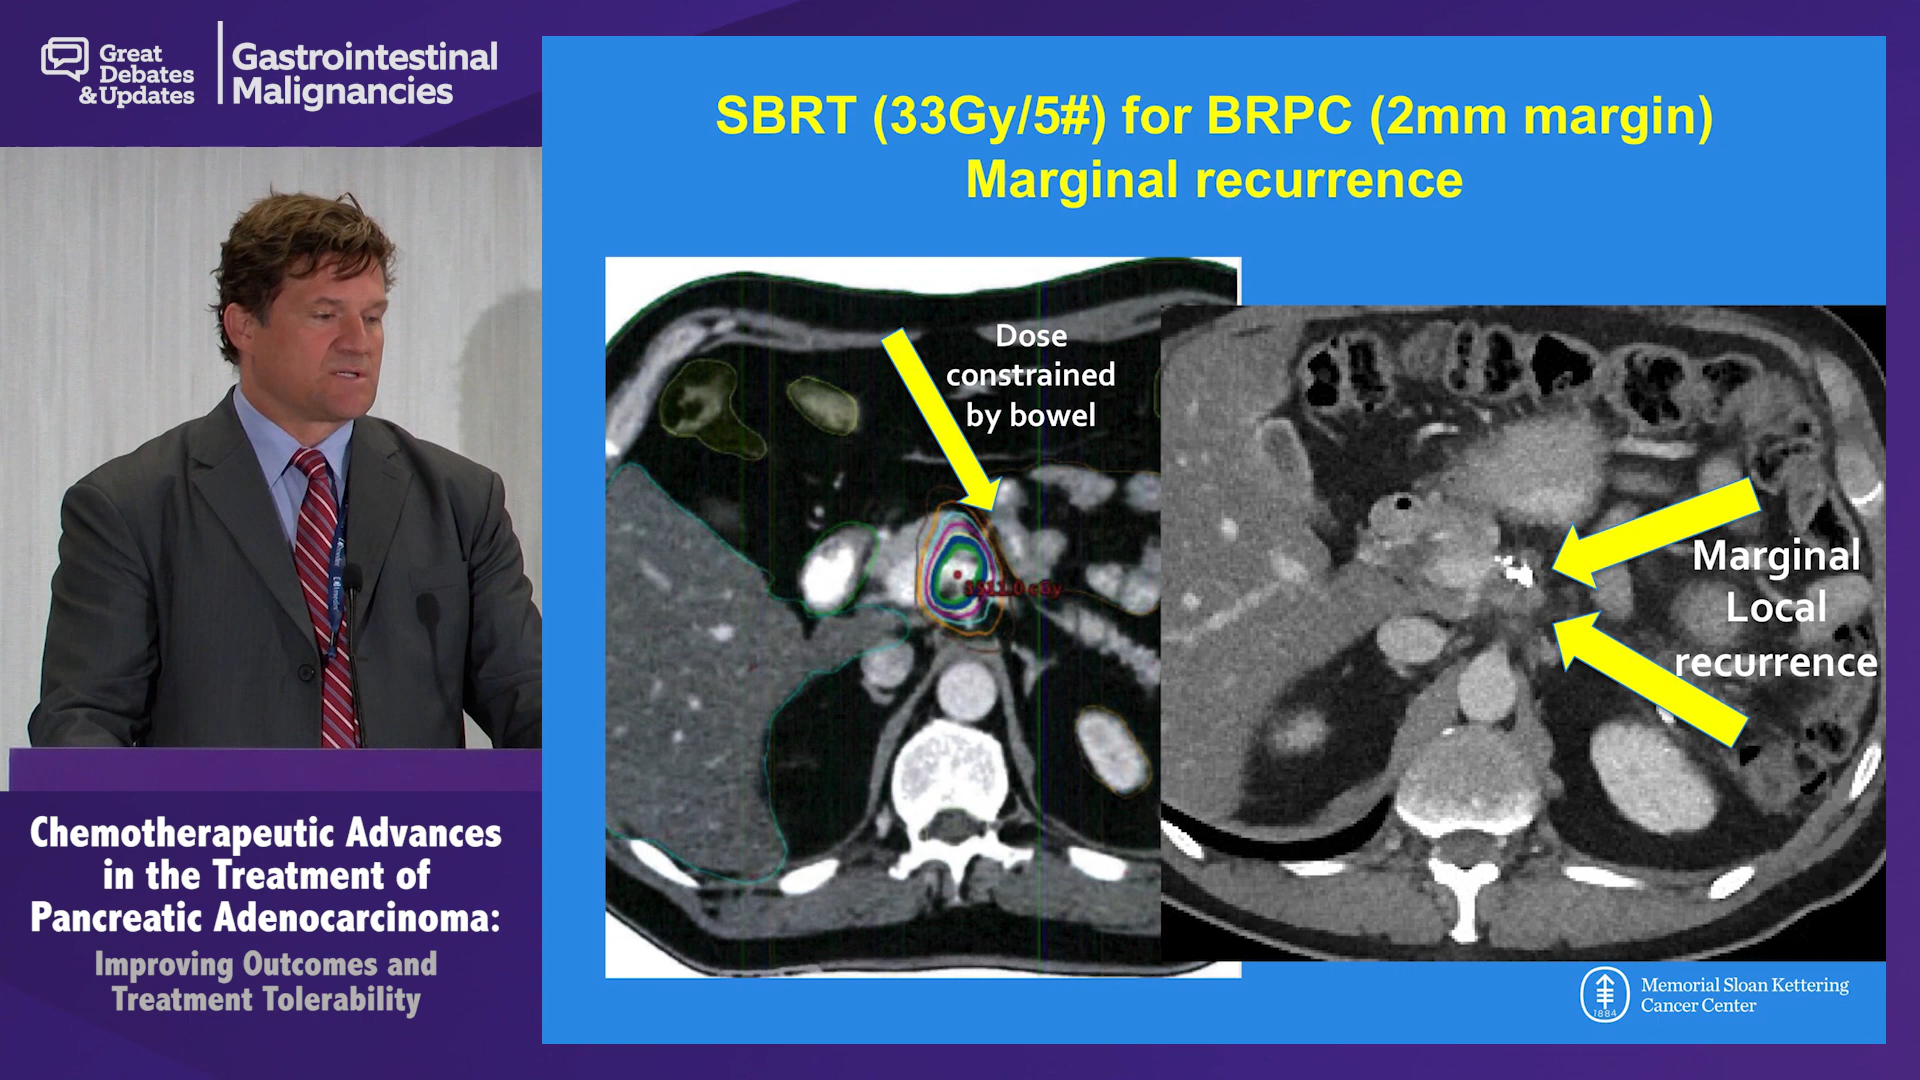 Great
Debates
& Updates
Gastrointestinal
Malignancies
SBRT (33Gy/5#) for BRPC (2mm margin)
Marginal recurrence
Dose
constrained
by bowel
Marginal
Local
recurrence
Memorial Sloan Kettering
Cancer Center
1884
Chemotherapeutic Advances
in the Treatment of
Pancreatic Adenocarcinoma:
Improving Outcomes and
Treatment Tolerability